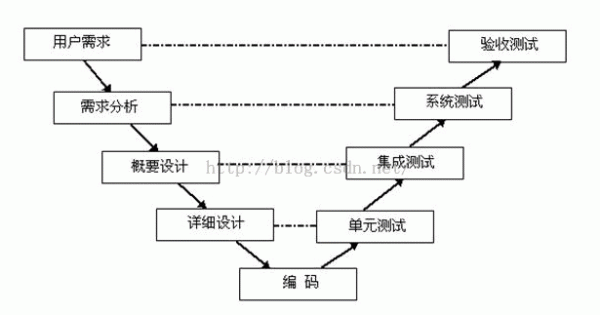 用户需求
验收测试
需求分析
系统测试
概要设计
http://blog.csdn.net/
集成测试
详细设计
单元测试
编 码